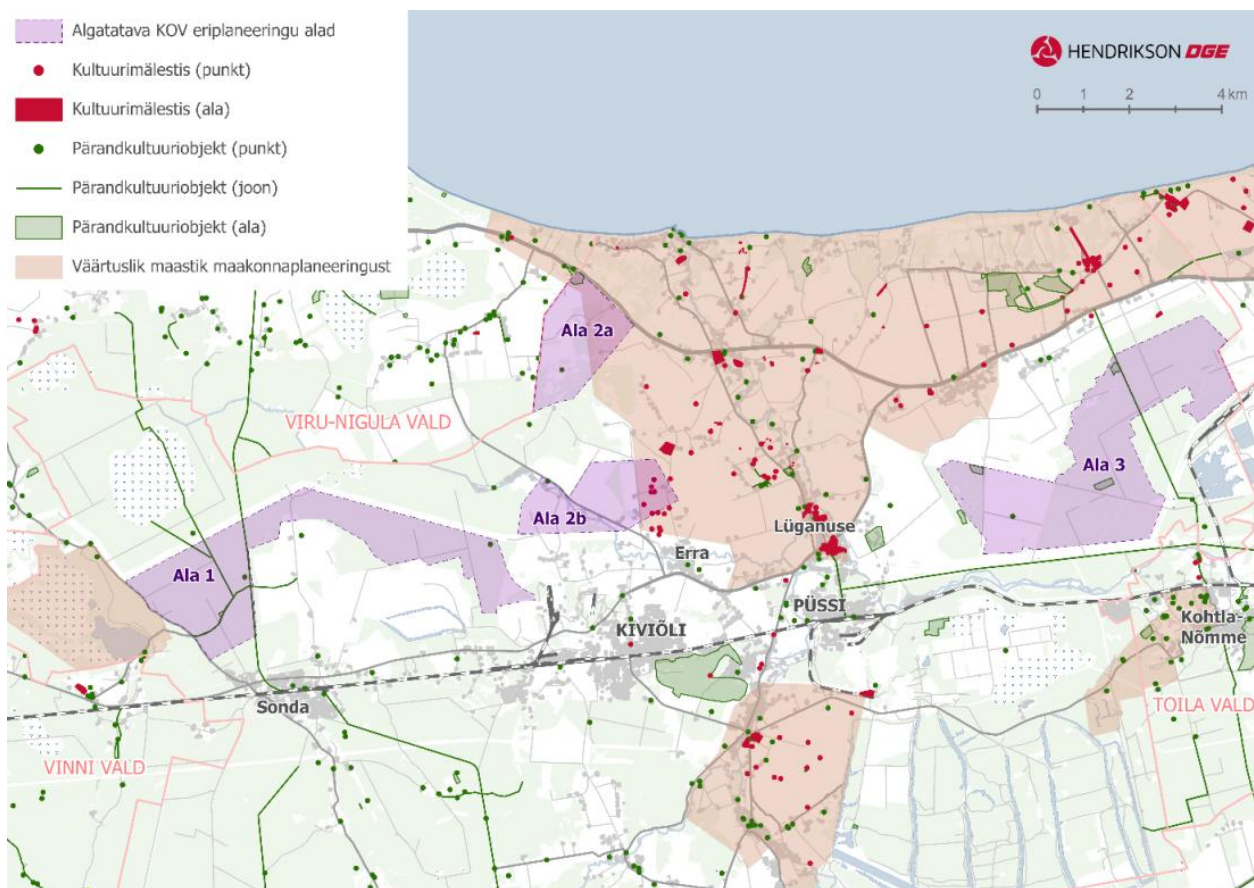 Algatatava KOV eriplaneeringu alad
Kultuurimälestis (punkt)
Kultuurimälestis (ala)
Pärandkultuuriobjekt (punkt)
Pärandkultuuriobjekt (joon)
Pärandkultuuriobjekt (ala)
Väärtuslik maastik maakonnaplaneeringust
HENDRIKSON DGE
0 1 2 4 km
Ala 2a
VIRU-NIGULA VALD
Ala 3
Ala 2b
Lüganuse
Erra
Ala 1
PÜSSI
KIVIÕLI
Kohtla-
Nõmme
Sonda
TOILA VALD
VINNI VALD